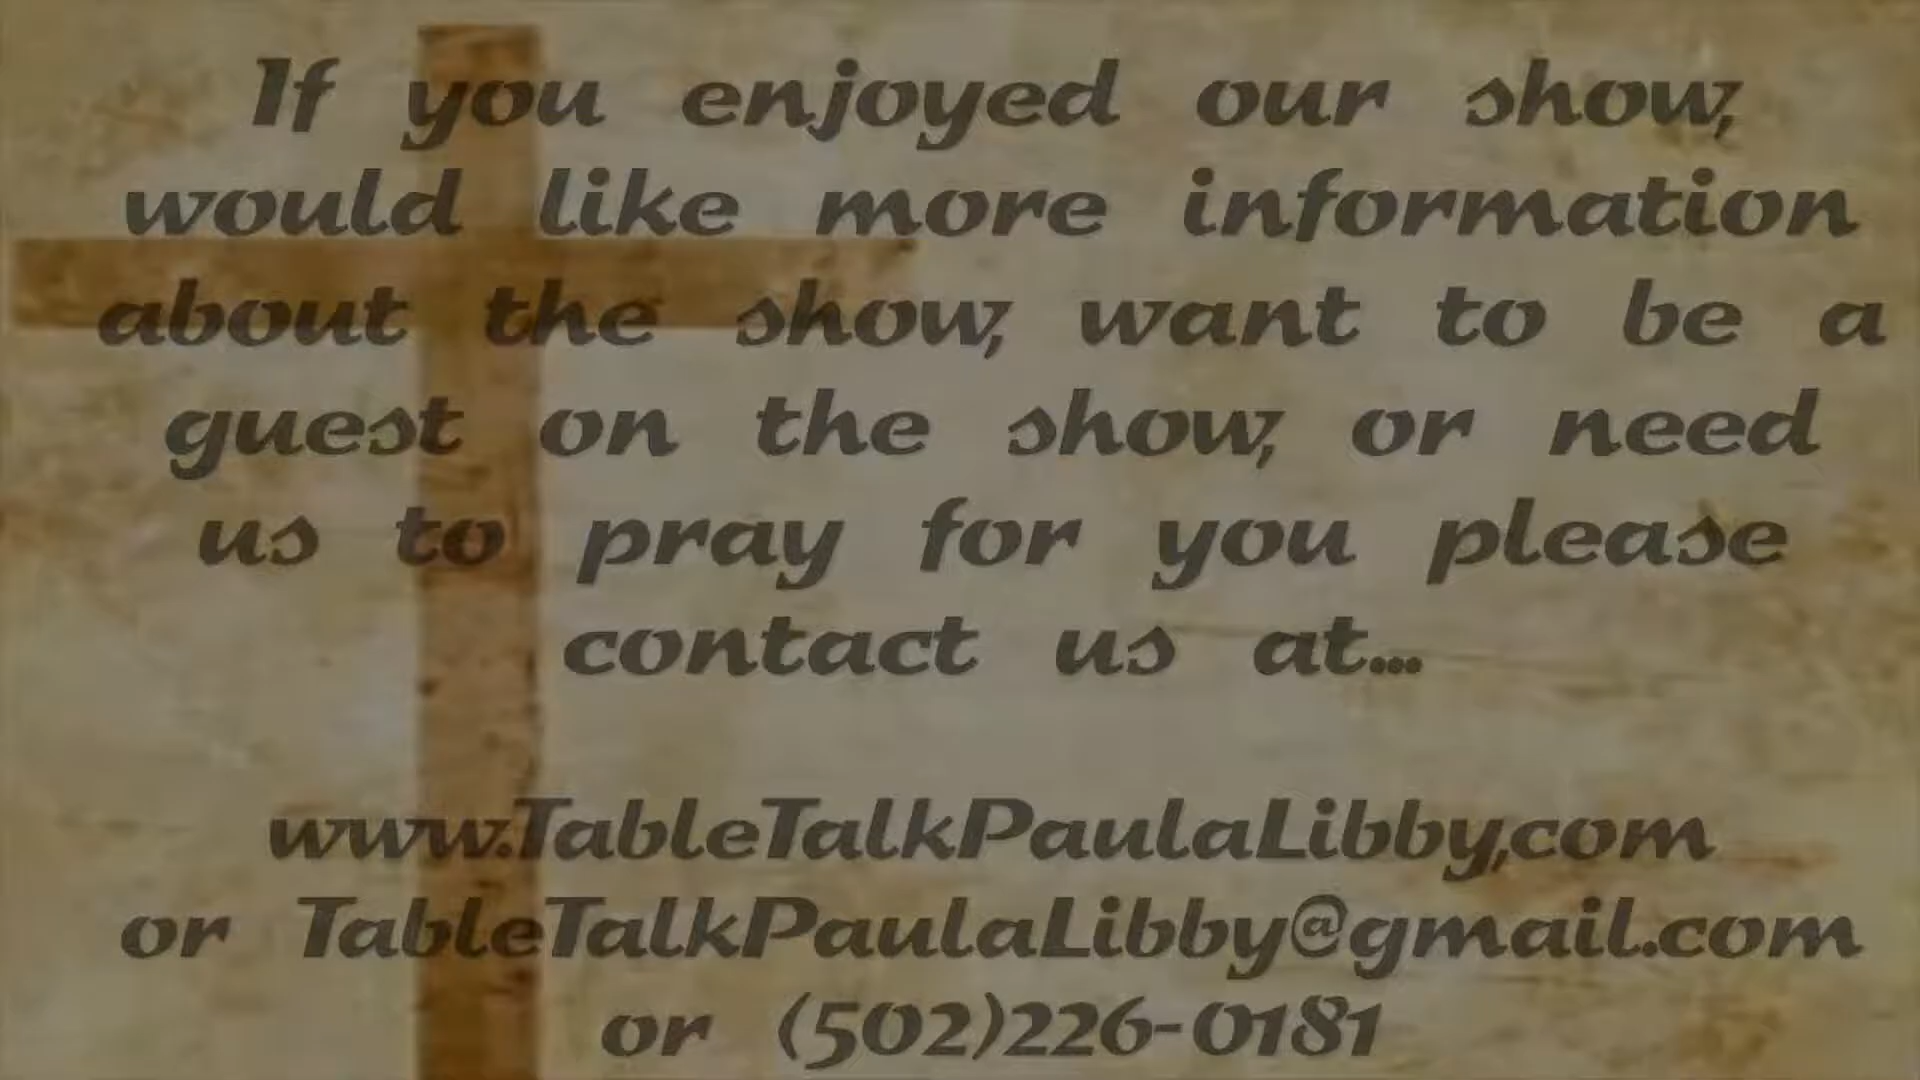 If you enjoyed our show,
would like more information
about the show, want to be a
guest on the show, or need
us to pray for you please
contact us at...
www.TableTalkPaulaLibby,com
or TableTalkPaulaLibby@gmail.com
or (502)226-0181